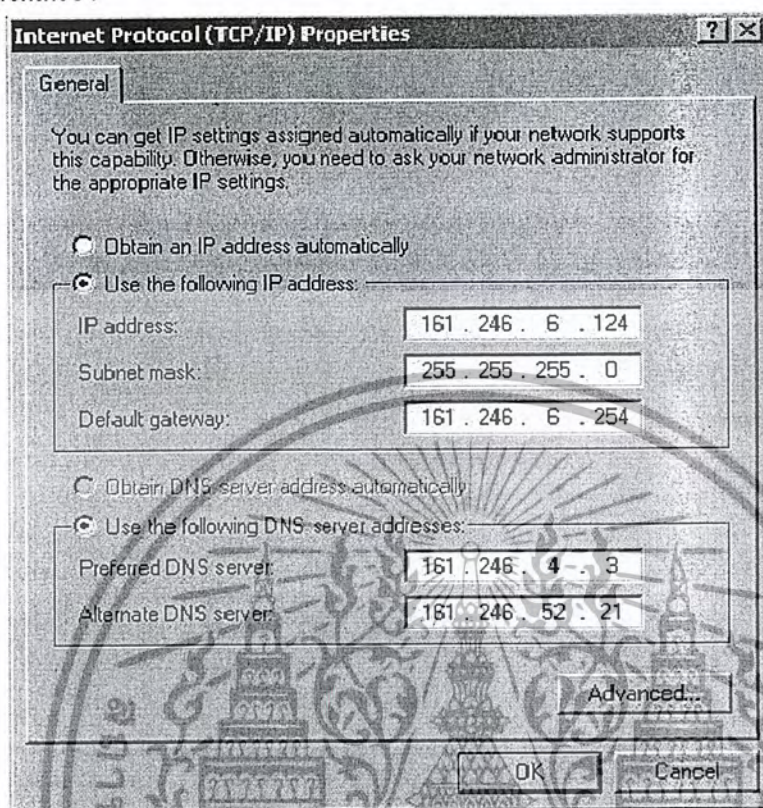 Internet Protocol (TCP/IP) Properties
General
You can get IP settings assigned automatically if your network supports
this capability. Otherwise, you need to ask your network administrator for
the appropriate IP settings.
Obtain an IP address automatically
Use the following IP address:
IP address: 161 . 246 . 6 . 124
Subnet mask: 255 . 255 . 255 . 0
Default gateway: 161 . 246 . 6 . 254
Obtain DNS server address automatically
Use the following DNS server addresses:
Preferred DNS server: 161 . 246 . 4 . 3
Alternate DNS server: 161 . 246 . 52 . 21
Advanced...
OK Cancel